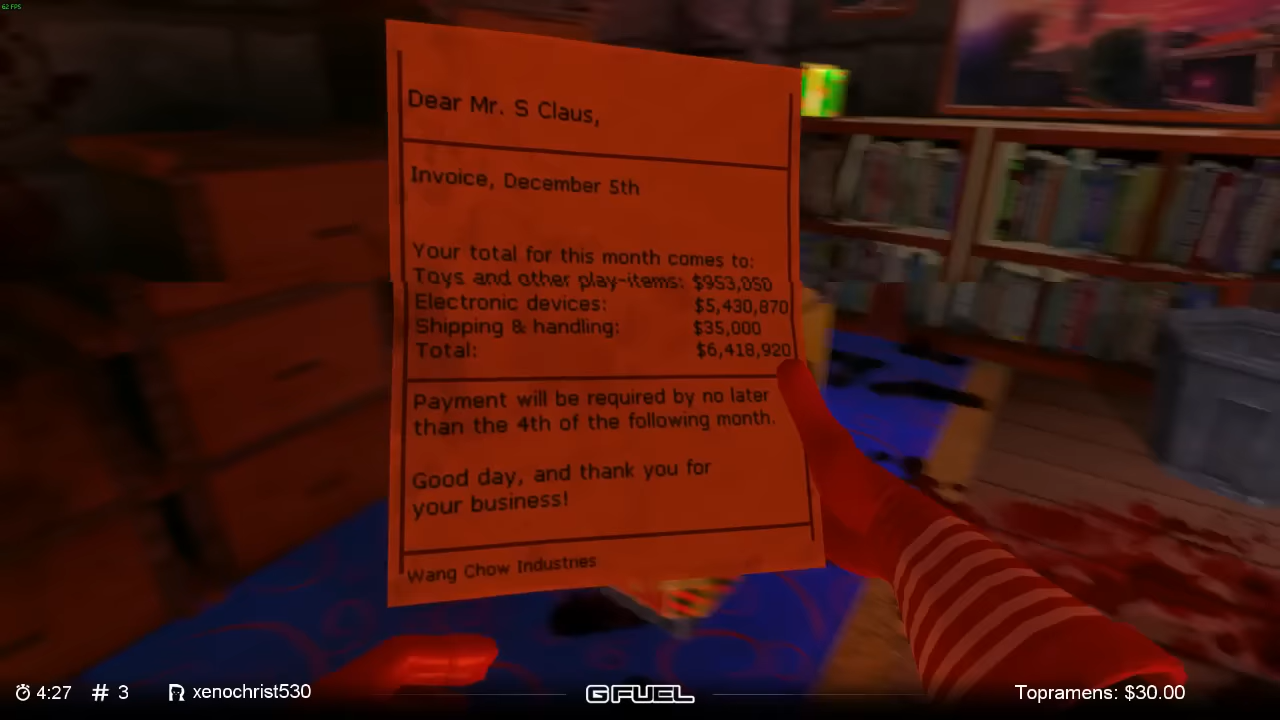 62 FPS
Dear Mr. S Claus,
Invoice, December 5th
Your total for this month comes to:
Toys and other play-items: $953,050
Electronic devices: $5,430,870
Shipping & handling: $35,000
Total: $6,418,920
Payment will be required by no later
than the 4th of the following month.
Good day, and thank you for
your business!
Wang Chow Industries
4:27 # 3 xenochrist530 G FUEL Topramens: $30.00